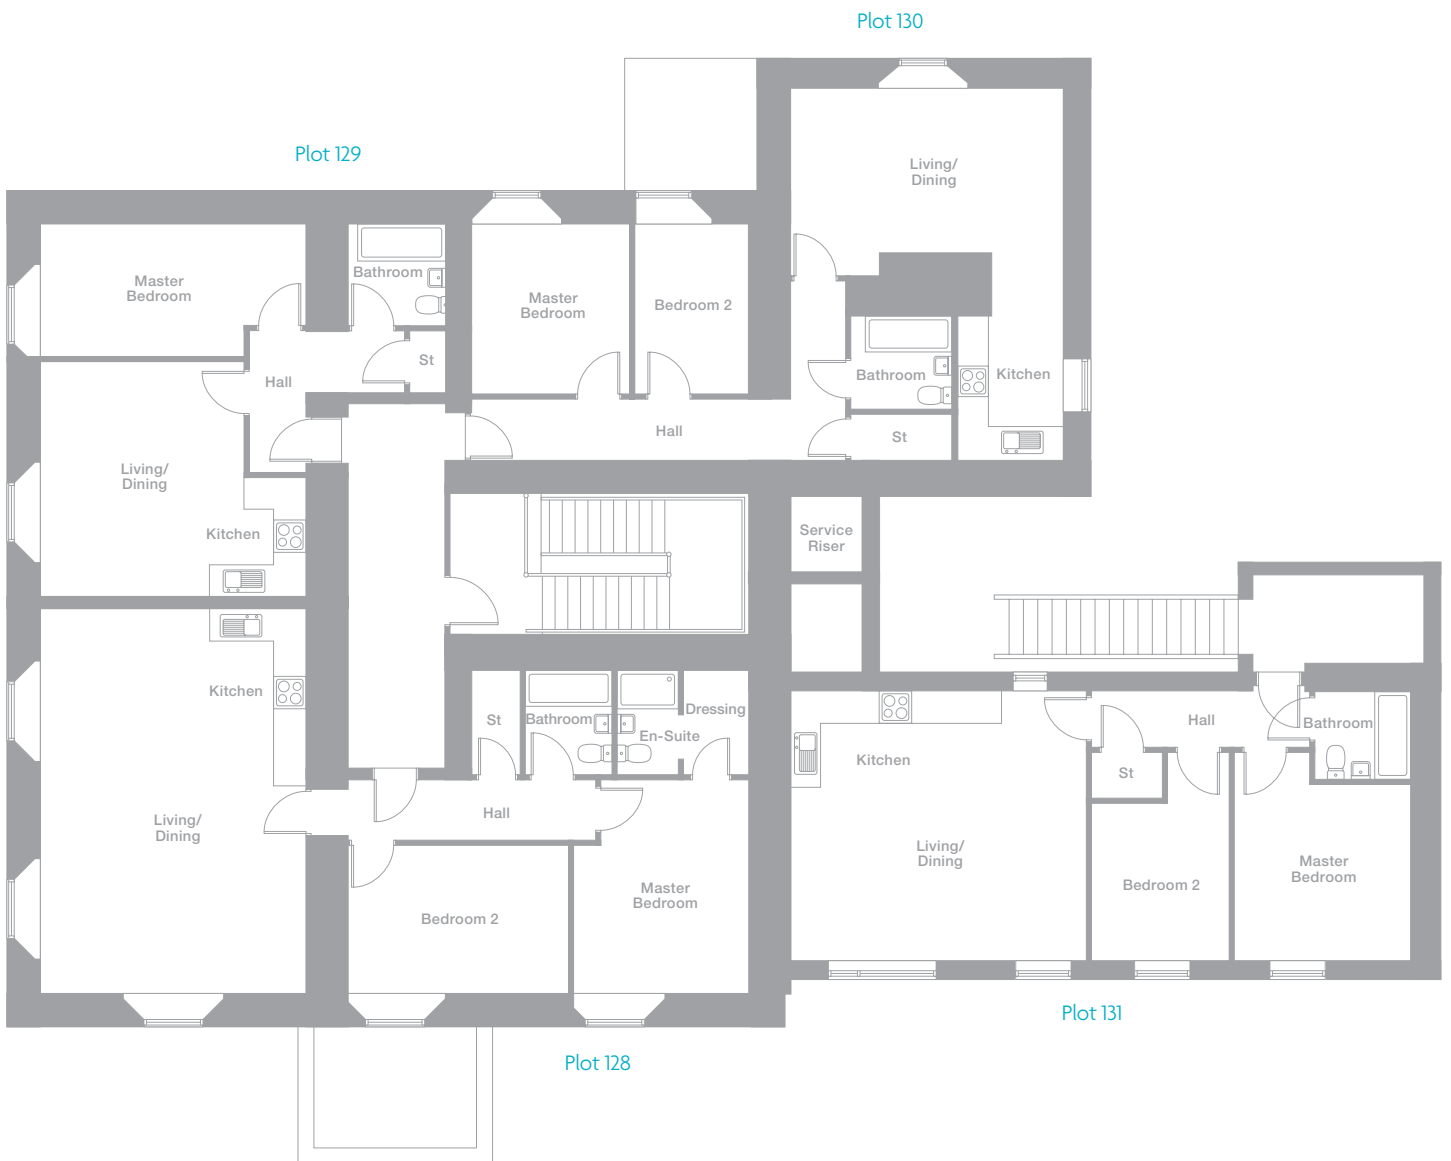 Plot 130
Plot 129
Living/
Dining
Master
Bedroom
Bathroom
Master
Bedroom
Bedroom 2
St
Hall
Bathroom
Kitchen
Hall
St
Living/
Dining
Kitchen
Service
Riser
Kitchen
St
Bathroom
En-Suite
Dressing
Hall
Bathroom
Kitchen
St
Living/
Dining
Hall
Living/
Dining
Master
Bedroom
Bedroom 2
Master
Bedroom
Bedroom 2
Plot 131
Plot 128